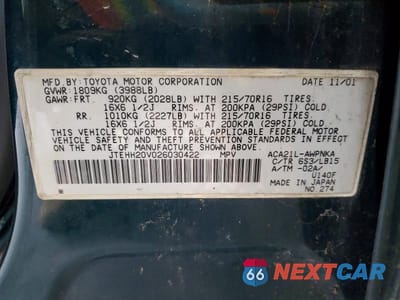 MFD. BY: TOYOTA MOTOR CORPORATION DATE 11/01
GVWR: 1809KG (3988LB)
GAWR: FRT. 920KG (2028LB) WITH 215/70R16 TIRES.
16X6 1/2J RIMS. AT 200KPA (29PSI) COLD.
RR. 1010KG (2227LB) WITH 215/70R16 TIRES.
16X6 1/2J RIMS. AT 200KPA (29PSI) COLD.
THIS VEHICLE CONFORMS TO ALL APPLICABLE
FEDERAL MOTOR VEHICLE SAFETY STANDARDS
IN EFFECT ON THE DATE OF MANUFACTURE
SHOWN ABOVE.
JTEHH20V026030422 MPV ACA21L-AWPNKA
C/TR 6S3/LB15
A/TM -02A/
U140F
MADE IN JAPAN
NO 274
66 NEXTCAR